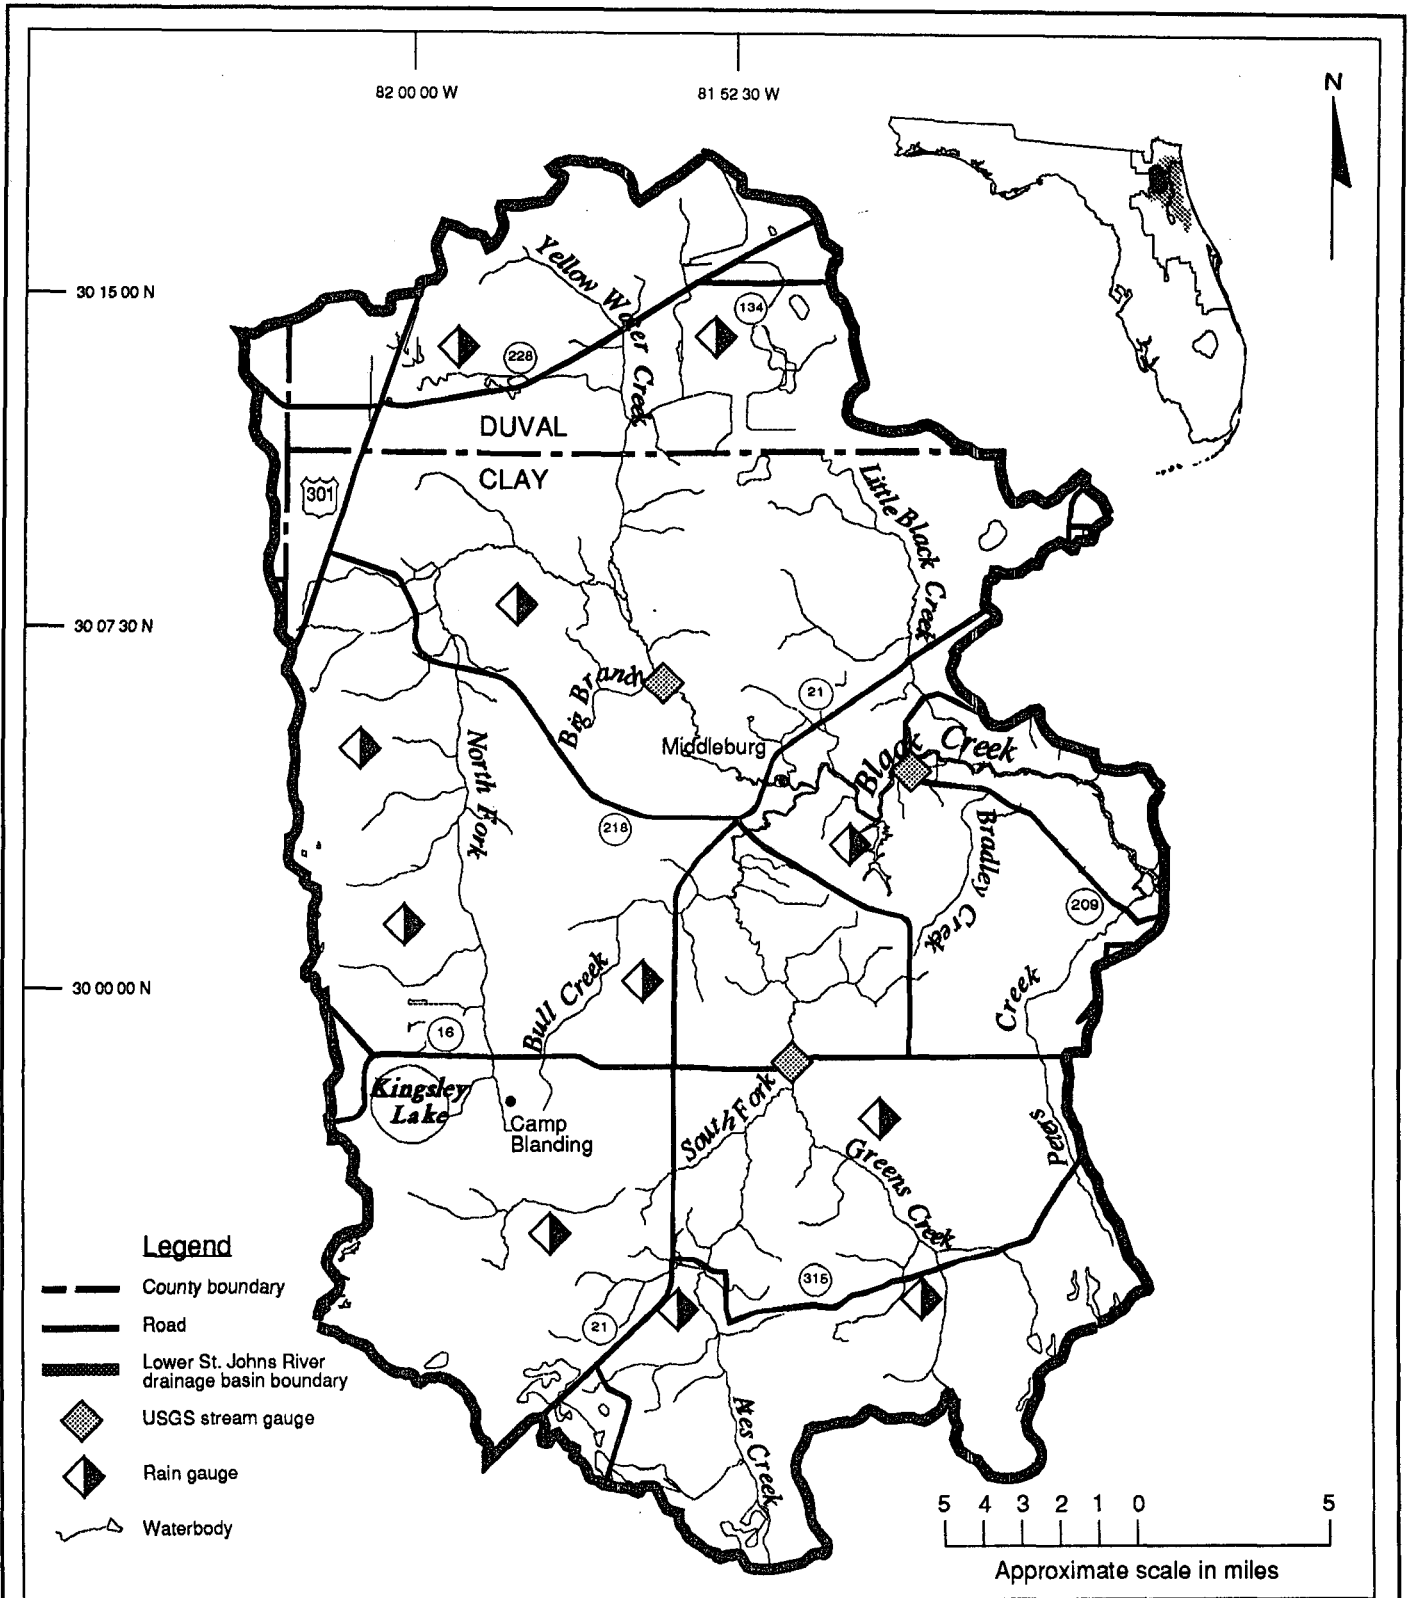 82 00 00 W
81 52 30 W
N
30 15 00 N
Yellow Water Creek
134
228
DUVAL
CLAY
301
Little Black Creek
30 07 30 N
Big Branch
21
Middleburg
Black Creek
North Fork
218
Bradley Creek
209
Bull Creek
30 00 00 N
16
Creek
Kingsley
Lake
Camp
Blanding
South Fork
Peters
Greens Creek
Legend
County boundary
Road
Lower St. Johns River
drainage basin boundary
USGS stream gauge
Rain gauge
Waterbody
315
21
Ates Creek
5 4 3 2 1 0 5
Approximate scale in miles